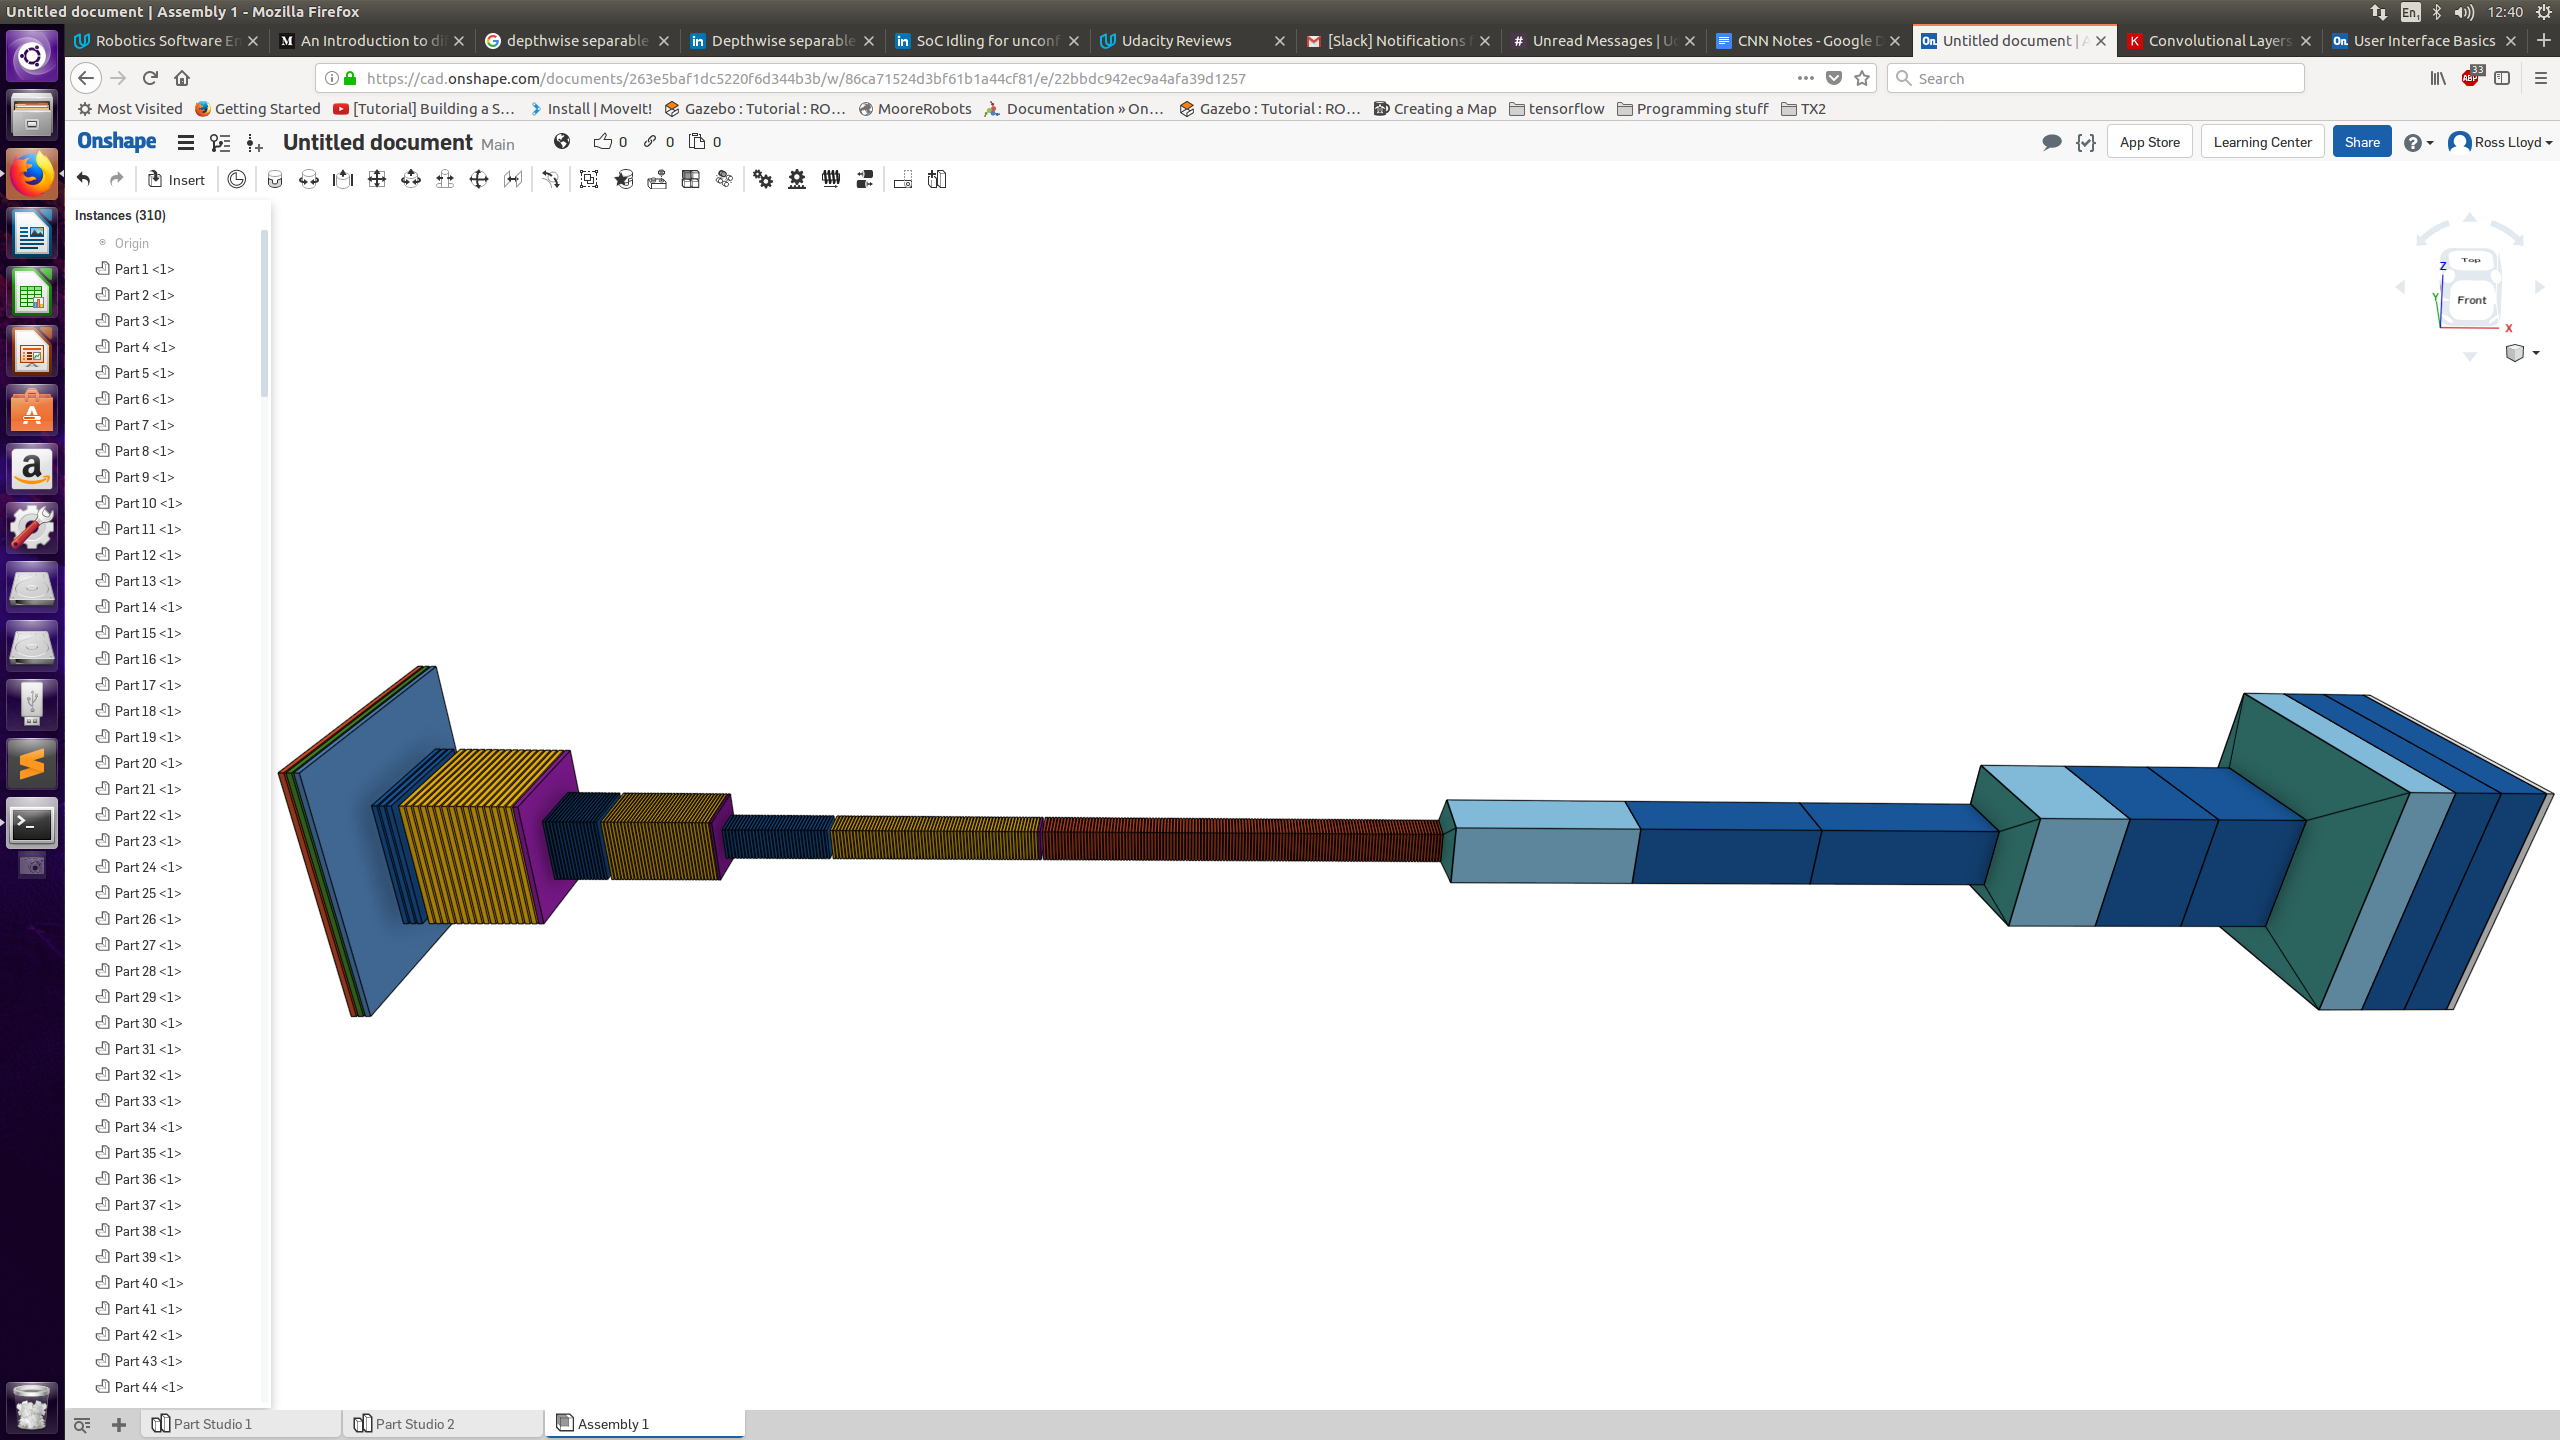 Untitled document | Assembly 1 - Mozilla Firefox
En 12:40
Robotics Software En
An Introduction to di
depthwise separable
Depthwise separable
SoC Idling for unconf
Udacity Reviews
[Slack] Notifications f
Unread Messages | Ud
CNN Notes - Google D
Untitled document | A
Convolutional Layers
User Interface Basics
https://cad.onshape.com/documents/263e5baf1dc5220f6d344b3b/w/86ca71524d3bf61b1a44cf81/e/22bbdc942ec9a4afa39d1257
Search
33
Most Visited
Getting Started
[Tutorial] Building a S...
Install | MoveIt!
Gazebo : Tutorial : RO...
MooreRobots
Documentation » On...
Gazebo : Tutorial : RO...
Creating a Map
tensorflow
Programming stuff
TX2
Onshape
Untitled document Main
0
0
0
App Store
Learning Center
Share
Ross Lloyd
Insert
Instances (310)
Origin
Part 1 <1>
Part 2 <1>
Part 3 <1>
Part 4 <1>
Part 5 <1>
Part 6 <1>
Part 7 <1>
Part 8 <1>
Part 9 <1>
Part 10 <1>
Part 11 <1>
Part 12 <1>
Part 13 <1>
Part 14 <1>
Part 15 <1>
Part 16 <1>
Part 17 <1>
Part 18 <1>
Part 19 <1>
Part 20 <1>
Part 21 <1>
Part 22 <1>
Part 23 <1>
Part 24 <1>
Part 25 <1>
Part 26 <1>
Part 27 <1>
Part 28 <1>
Part 29 <1>
Part 30 <1>
Part 31 <1>
Part 32 <1>
Part 33 <1>
Part 34 <1>
Part 35 <1>
Part 36 <1>
Part 37 <1>
Part 38 <1>
Part 39 <1>
Part 40 <1>
Part 41 <1>
Part 42 <1>
Part 43 <1>
Part 44 <1>
Top
Front
Z
Y
X
Part Studio 1
Part Studio 2
Assembly 1